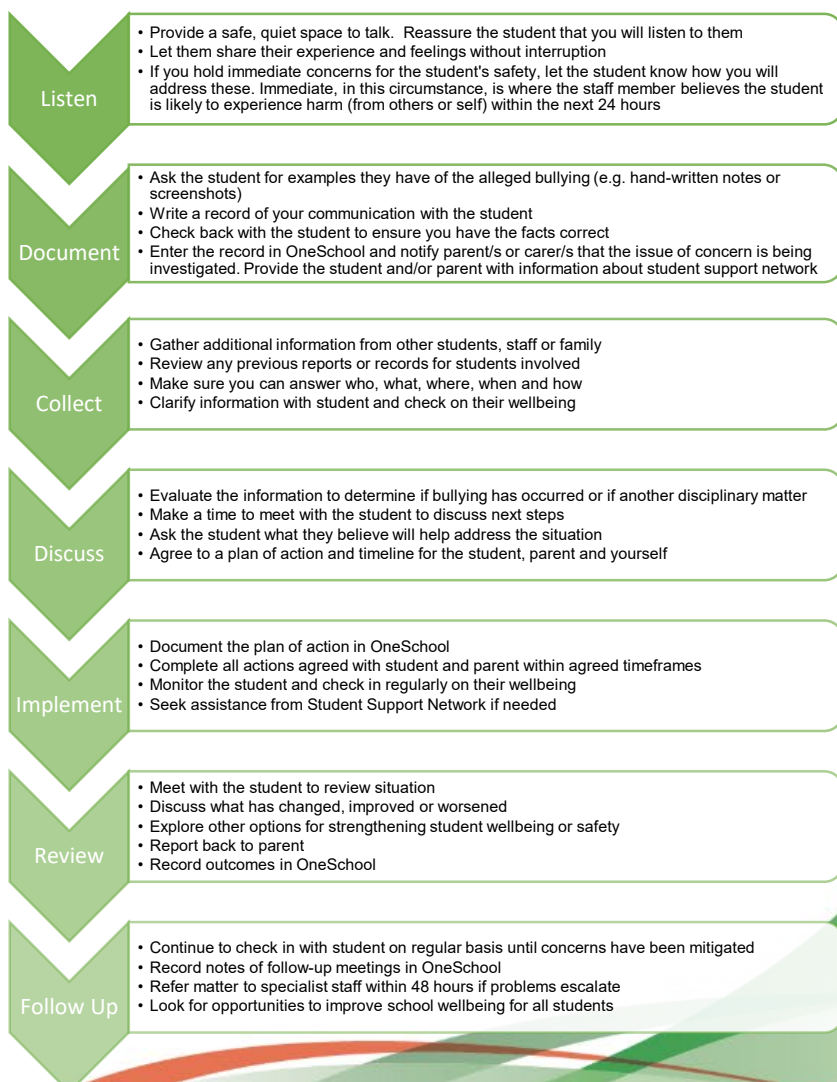 Listen
• Provide a safe, quiet space to talk.  Reassure the student that you will listen to them
• Let them share their experience and feelings without interruption
• If you hold immediate concerns for the student's safety, let the student know how you will
address these. Immediate, in this circumstance, is where the staff member believes the student
is likely to experience harm (from others or self) within the next 24 hours
Document
• Ask the student for examples they have of the alleged bullying (e.g. hand-written notes or
screenshots)
• Write a record of your communication with the student
• Check back with the student to ensure you have the facts correct
• Enter the record in OneSchool and notify parent/s or carer/s that the issue of concern is being
investigated. Provide the student and/or parent with information about student support network
Collect
• Gather additional information from other students, staff or family
• Review any previous reports or records for students involved
• Make sure you can answer who, what, where, when and how
• Clarify information with student and check on their wellbeing
Discuss
• Evaluate the information to determine if bullying has occurred or if another disciplinary matter
• Make a time to meet with the student to discuss next steps
• Ask the student what they believe will help address the situation
• Agree to a plan of action and timeline for the student, parent and yourself
Implement
• Document the plan of action in OneSchool
• Complete all actions agreed with student and parent within agreed timeframes
• Monitor the student and check in regularly on their wellbeing
• Seek assistance from Student Support Network if needed
Review
• Meet with the student to review situation
• Discuss what has changed, improved or worsened
• Explore other options for strengthening student wellbeing or safety
• Report back to parent
• Record outcomes in OneSchool
Follow Up
• Continue to check in with student on regular basis until concerns have been mitigated
• Record notes of follow-up meetings in OneSchool
• Refer matter to specialist staff within 48 hours if problems escalate
• Look for opportunities to improve school wellbeing for all students